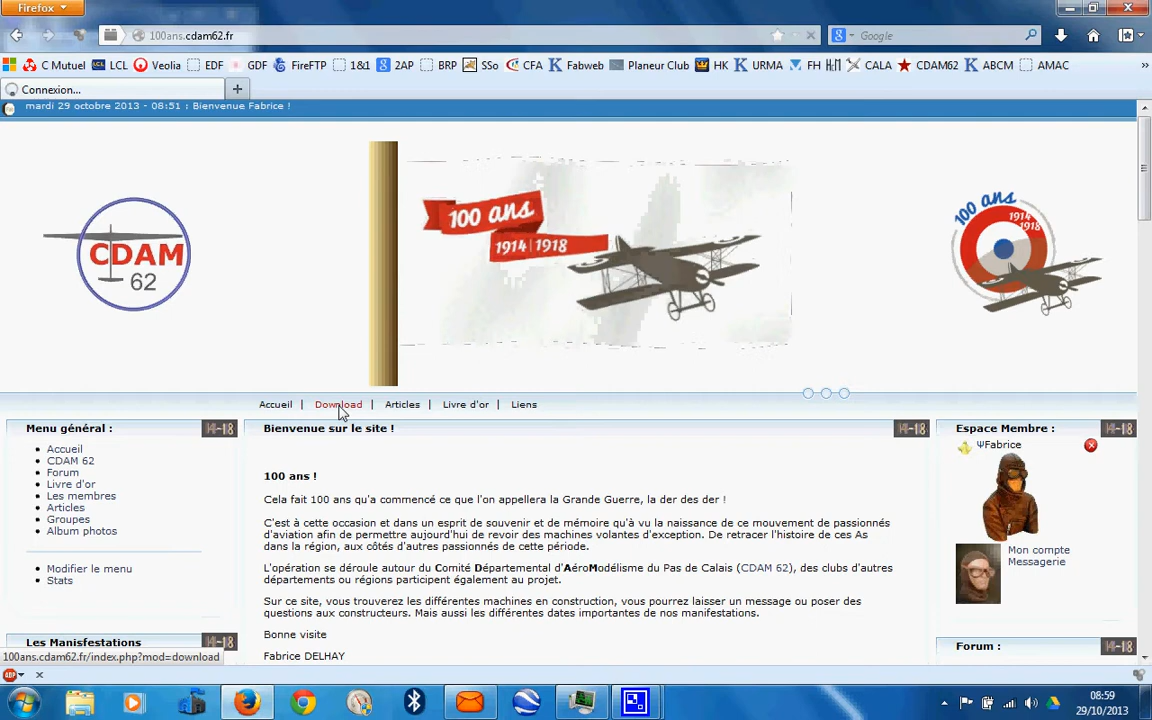 Firefox
100ans.cdam62.fr
Google
C Mutuel LCL Veolia EDF GDF FireFTP 1&1 2AP BRP SSo CFA Fabweb Planeur Club HK URMA FH CALA CDAM62 ABCM AMAC
Connexion...
mardi 29 octobre 2013 - 08:51 : Bienvenue Fabrice !
CDAM
62
100 ans
1914|1918
100 ans
1914
1918
Accueil | Download | Articles | Livre d'or | Liens
Menu général :
14-18
Accueil
CDAM 62
Forum
Livre d'or
Les membres
Articles
Groupes
Album photos
Modifier le menu
Stats
Les Manisfestations
14-18
Bienvenue sur le site !
14-18
100 ans !
Cela fait 100 ans qu'a commencé ce que l'on appellera la Grande Guerre, la der des der !
C'est à cette occasion et dans un esprit de souvenir et de mémoire qu'à vu la naissance de ce mouvement de passionnés
d'aviation afin de permettre aujourd'hui de revoir des machines volantes d'exception. De retracer l'histoire de ces As
dans la région, aux côtés d'autres passionnés de cette période.
L'opération se déroule autour du Comité Départemental d'AéroModélisme du Pas de Calais (CDAM 62), des clubs d'autres
départements ou régions participent également au projet.
Sur ce site, vous trouverez les différentes machines en construction, vous pourrez laisser un message ou poser des
questions aux constructeurs. Mais aussi les différentes dates importantes de nos manifestations.
Bonne visite
Fabrice DELHAY
Espace Membre :
14-18
ΨFabrice
Mon compte
Messagerie
Forum :
14-18
100ans.cdam62.fr/index.php?mod=download
ABP
08:59
29/10/2013